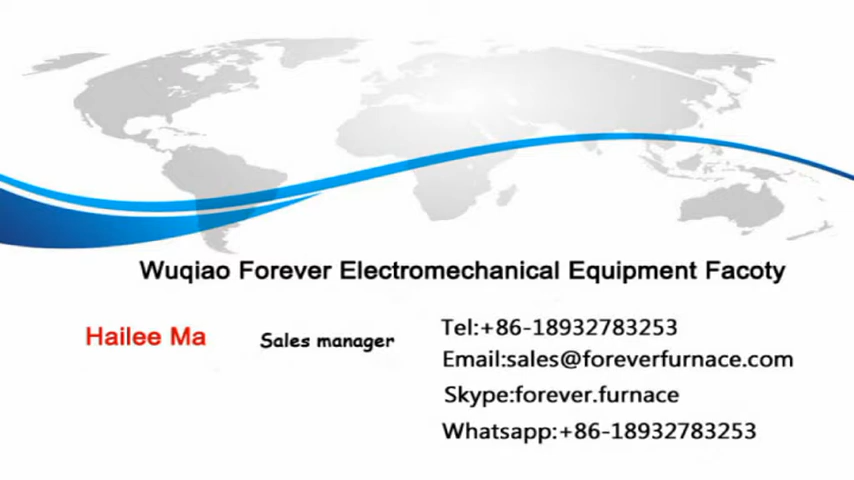 Wuqiao Forever Electromechanical Equipment Facoty
Hailee Ma
Sales manager
Tel:+86-18932783253
Email:sales@foreverfurnace.com
Skype:forever.furnace
Whatsapp:+86-18932783253